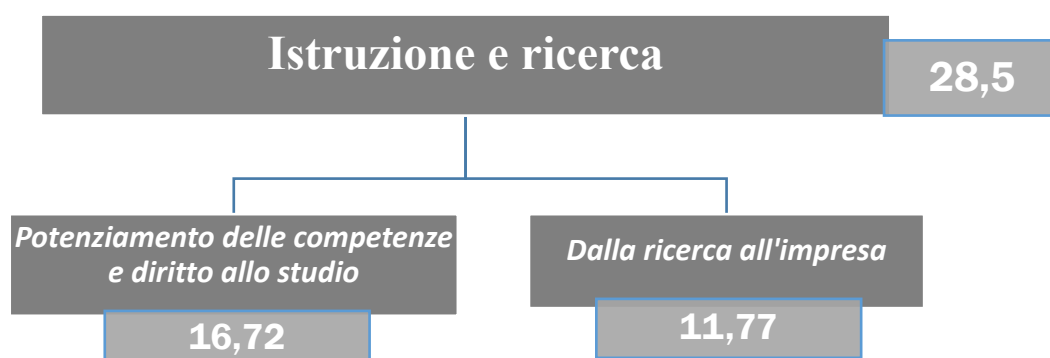 Istruzione e ricerca
28,5
Potenziamento delle competenze
e diritto allo studio
16,72
Dalla ricerca all'impresa
11,77